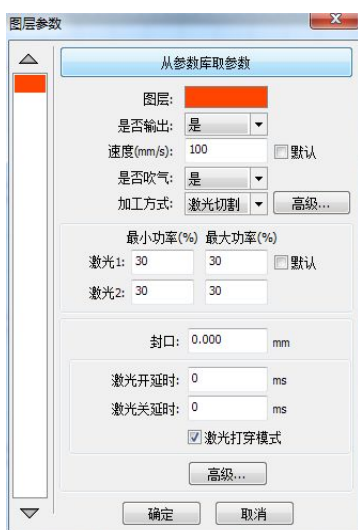 图层参数
从参数库取参数
图层:
是否输出: 是
速度(mm/s): 100 默认
是否吹气: 是
加工方式: 激光切割 高级...
最小功率(%) 最大功率(%)
激光1: 30 30 默认
激光2: 30 30
封口: 0.000 mm
激光开延时: 0 ms
激光关延时: 0 ms
激光打穿模式
高级...
确定 取消